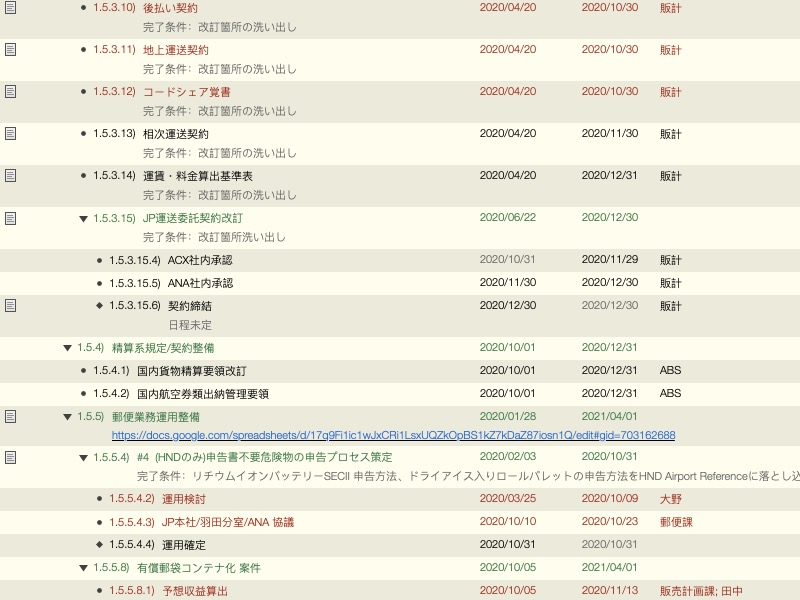 1.5.3.10) 後払い契約 2020/04/20 2020/10/30 販計
完了条件: 改訂箇所の洗い出し
1.5.3.11) 地上運送契約 2020/04/20 2020/10/30 販計
完了条件: 改訂箇所の洗い出し
1.5.3.12) コードシェア覚書 2020/04/20 2020/10/30 販計
完了条件: 改訂箇所の洗い出し
1.5.3.13) 相次運送契約 2020/04/20 2020/11/30 販計
完了条件: 改訂箇所の洗い出し
1.5.3.14) 運賃・料金算出基準表 2020/04/20 2020/12/31 販計
完了条件: 改訂箇所の洗い出し
1.5.3.15) JP運送委託契約改訂 2020/06/22 2020/12/30
完了条件: 改訂箇所洗い出し
1.5.3.15.4) ACX社内承認 2020/10/31 2020/11/29 販計
1.5.3.15.5) ANA社内承認 2020/11/30 2020/12/30 販計
1.5.3.15.6) 契約締結 2020/12/30 2020/12/30 販計
日程未定
1.5.4) 精算系規定/契約整備 2020/10/01 2020/12/31
1.5.4.1) 国内貨物精算要領改訂 2020/10/01 2020/12/31 ABS
1.5.4.2) 国内航空券類出納管理要領 2020/10/01 2020/12/31 ABS
1.5.5) 郵便業務運用整備 2020/01/28 2021/04/01
https://docs.google.com/spreadsheets/d/17q9Fi1ic1wJxCRi1LsxUQZkOpBS1kZ7kDaZ87iosn1Q/edit#gid=703162688
1.5.5.4) #4 (HNDのみ)申告書不要危険物の申告プロセス策定 2020/02/03 2020/10/31
完了条件: リチウムイオンバッテリーSECII 申告方法、ドライアイス入りロールパレットの申告方法をHND Airport Referenceに落とし込
1.5.5.4.2) 運用検討 2020/03/25 2020/10/09 大野
1.5.5.4.3) JP本社/羽田分室/ANA 協議 2020/10/10 2020/10/23 郵便課
1.5.5.4.4) 運用確定 2020/10/31 2020/10/31
1.5.5.8) 有償郵袋コンテナ化 案件 2020/10/05 2021/04/01
1.5.5.8.1) 予想収益算出 2020/10/05 2020/11/13 販売計画課; 田中